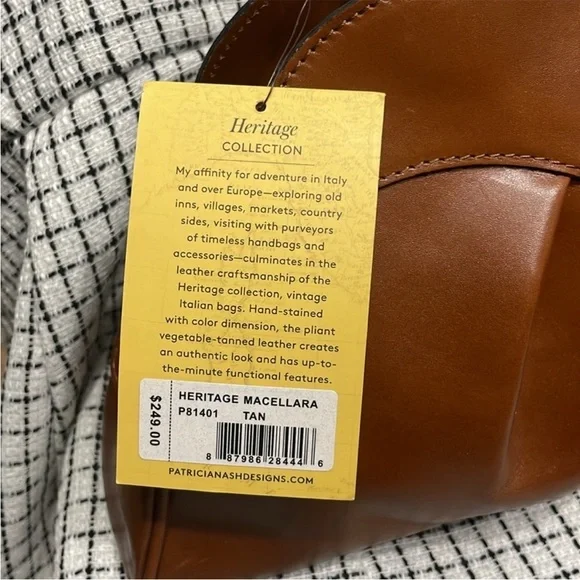 Heritage
COLLECTION
My affinity for adventure in Italy
and over Europe—exploring old
inns, villages, markets, country
sides, visiting with purveyors
of timeless handbags and
accessories—culminates in the
leather craftsmanship of the
Heritage collection, vintage
Italian bags. Hand-stained
with color dimension, the pliant
vegetable-tanned leather creates
an authentic look and has up-to-
the-minute functional features.
$249.00
HERITAGE MACELLARA
P81401 TAN
8 87986 28444 6
PATRICIANASHDESIGNS.COM